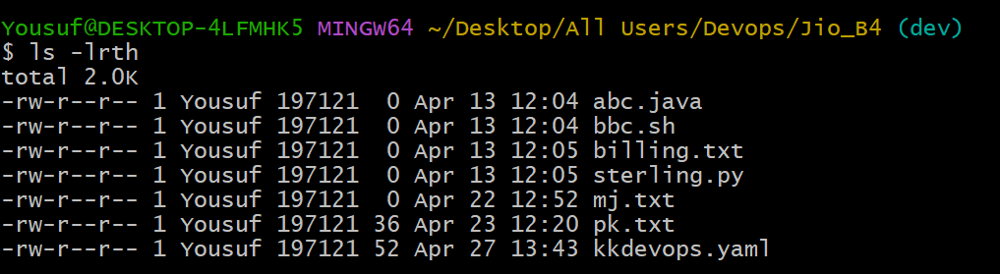 Yousuf@DESKTOP-4LFMHK5 MINGW64 ~/Desktop/All Users/Devops/Jio_B4 (dev)
$ ls -lrth
total 2.0K
-rw-r--r-- 1 Yousuf 197121  0 Apr 13 12:04 abc.java
-rw-r--r-- 1 Yousuf 197121  0 Apr 13 12:04 bbc.sh
-rw-r--r-- 1 Yousuf 197121  0 Apr 13 12:05 billing.txt
-rw-r--r-- 1 Yousuf 197121  0 Apr 13 12:05 sterling.py
-rw-r--r-- 1 Yousuf 197121  0 Apr 22 12:52 mj.txt
-rw-r--r-- 1 Yousuf 197121 36 Apr 23 12:20 pk.txt
-rw-r--r-- 1 Yousuf 197121 52 Apr 27 13:43 kkdevops.yaml